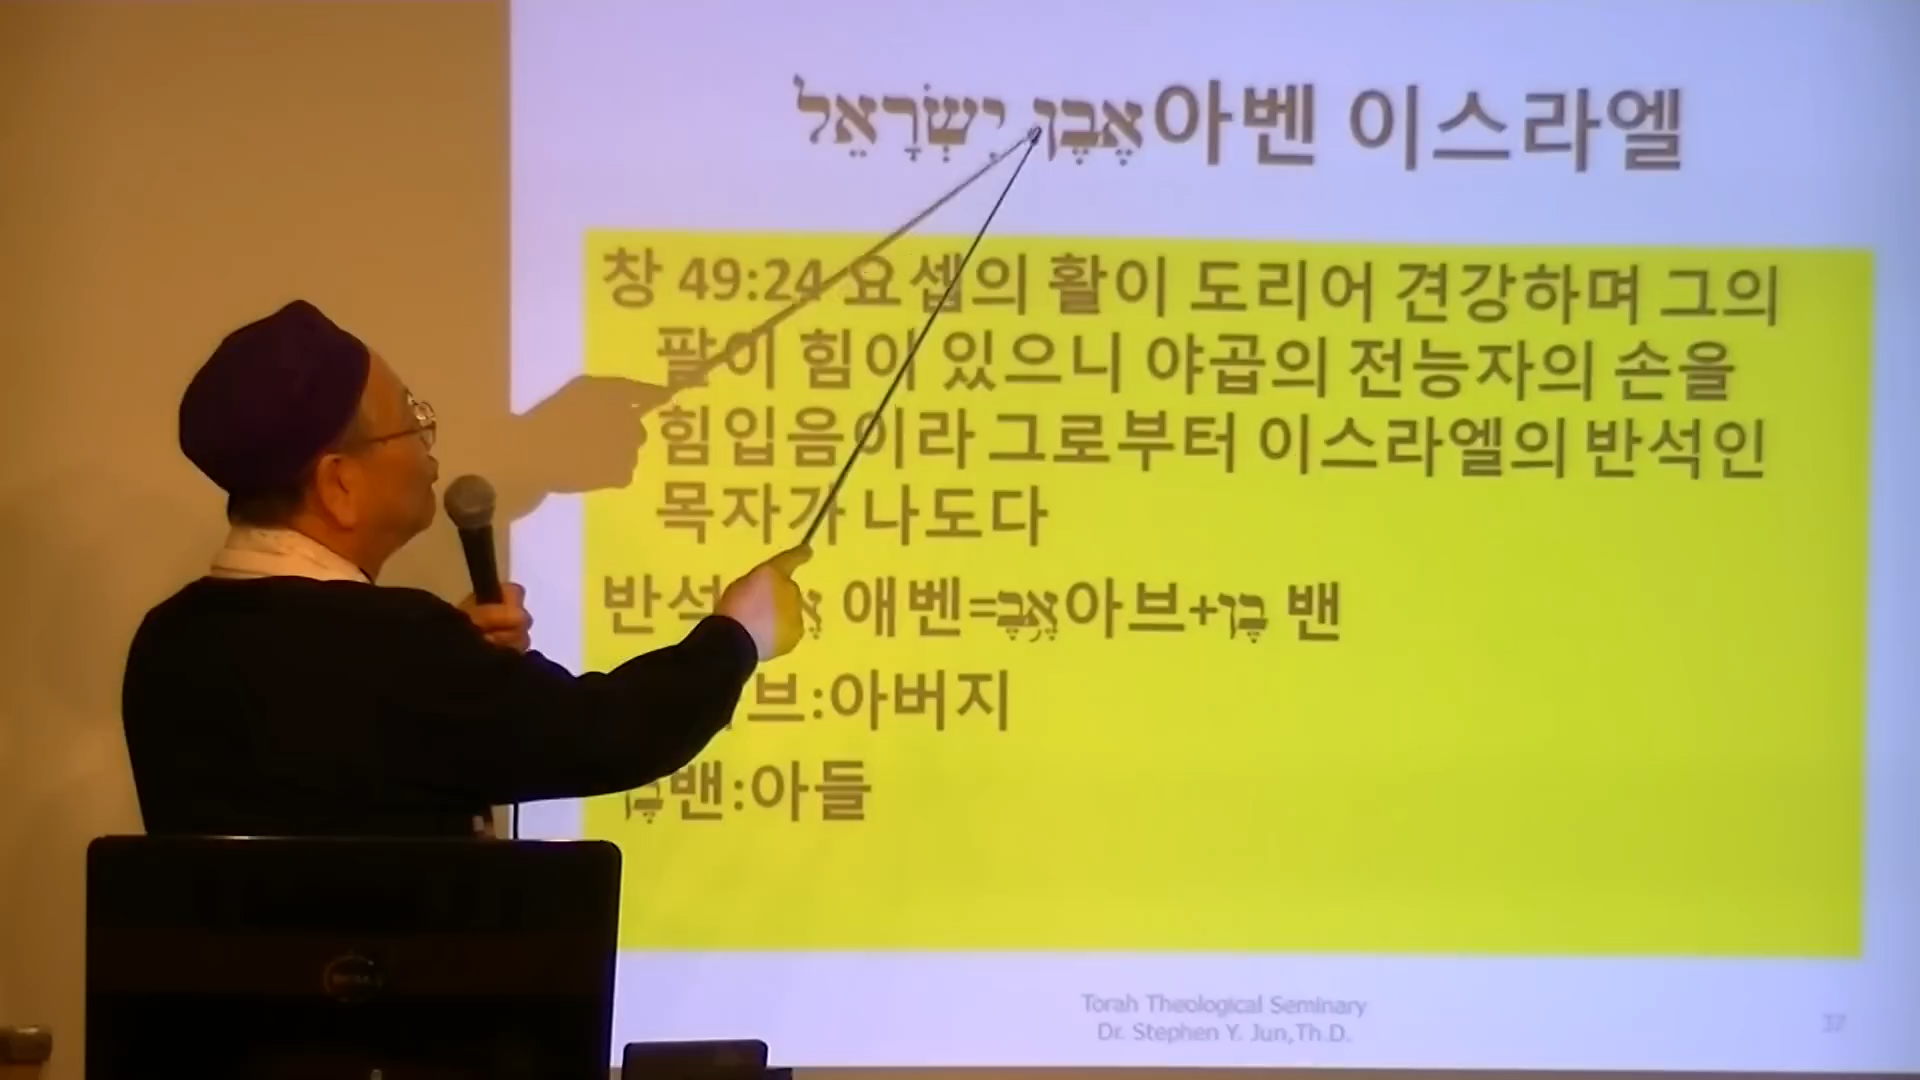 אֶבֶן יִשְׂרָאֵל아벤 이스라엘
창 49:24 요셉의 활이 도리어 견강하며 그의
팔이 힘이 있으니 야곱의 전능자의 손을
힘입음이라 그로부터 이스라엘의 반석인
목자가 나도다
반석 애벤=אֲבִֶ아브+בֶן 밴
브:아버지
בֶן밴:아들
Torah Theological Seminary
Dr. Stephen Y. Jun,Th.D.
37